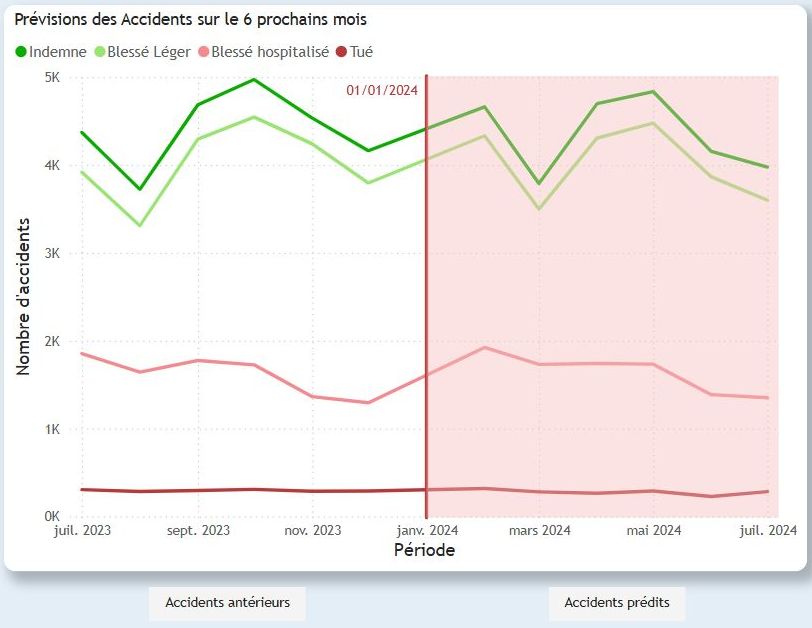 Prévisions des Accidents sur le 6 prochains mois
Indemne Blessé Léger Blessé hospitalisé Tué
5K
01/01/2024
4K
3K
2K
1K
0K
Nombre d'accidents
juil. 2023 sept. 2023 nov. 2023 janv. 2024 mars 2024 mai 2024 juil. 2024
Période
Accidents antérieurs Accidents prédits